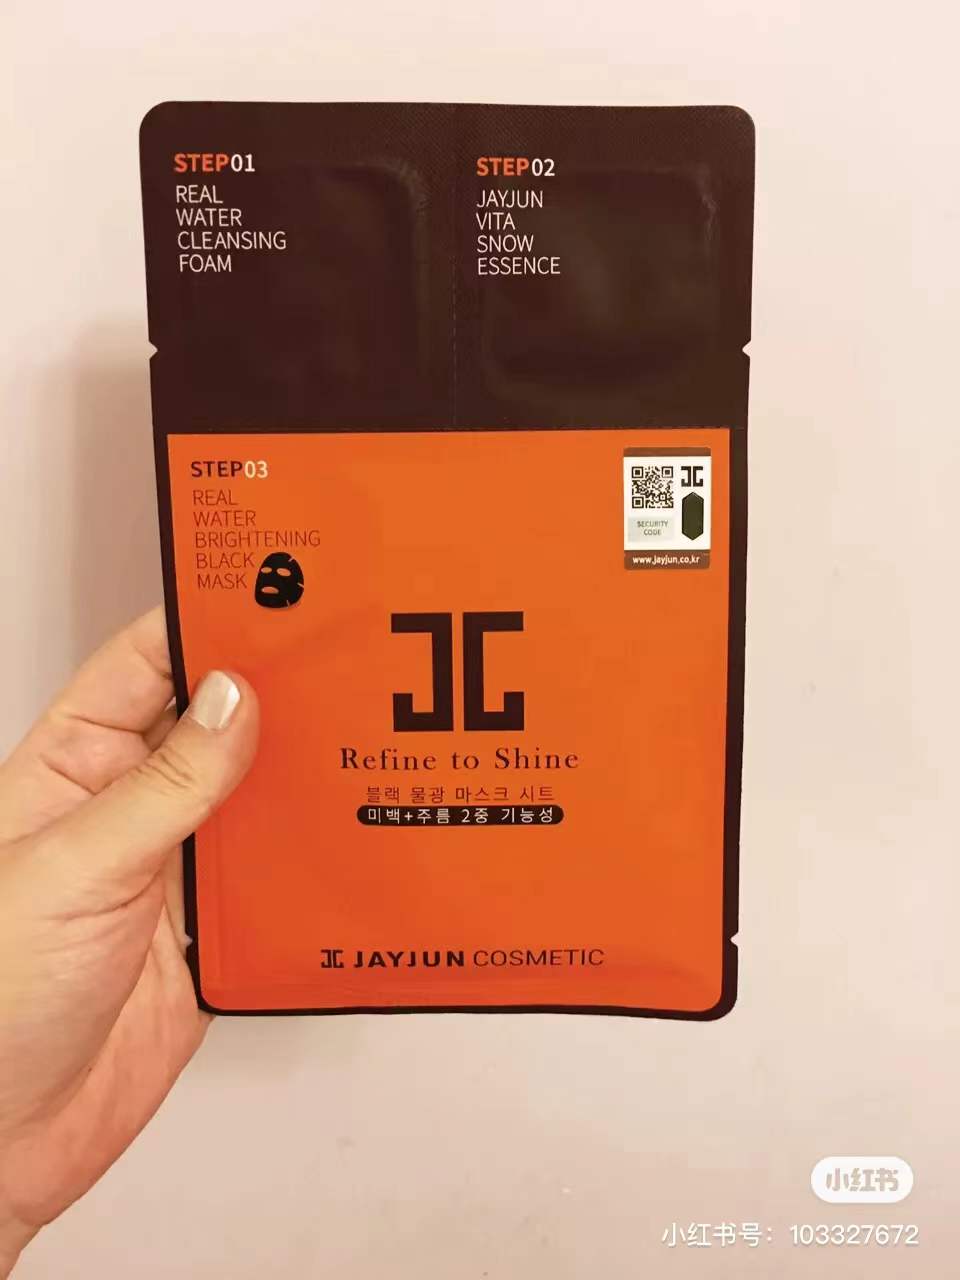 STEP01
REAL
WATER
CLEANSING
FOAM
STEP02
JAYJUN
VITA
SNOW
ESSENCE
STEP03
REAL
WATER
BRIGHTENING
BLACK
MASK
SECURITY
CODE
www.jayjun.co.kr
Refine to Shine
블랙 물광 마스크 시트
미백+주름 2중 기능성
JAYJUN COSMETIC
小红书
小红书号：103327672